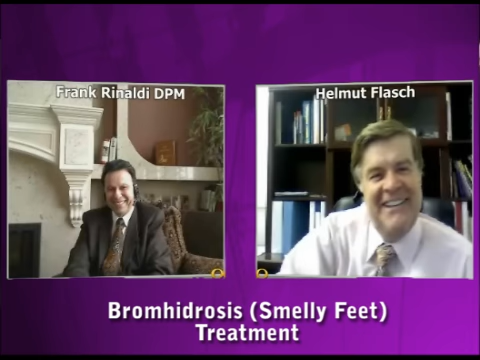 Frank Rinaldi DPM
Helmut Flasch
Bromhidrosis (Smelly Feet)
Treatment